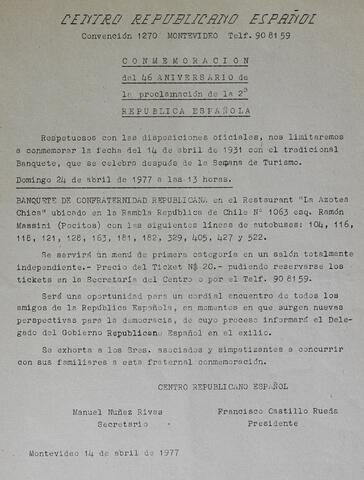 CENTRO REPUBLICANO ESPAÑOL
Convención 1270 MONTEVIDEO Telf. 90 81 59
CONMEMORACION
del 46 ANIVERSARIO de
la proclamación de la 2ª
REPUBLICA ESPAÑOLA
Respetuosos con las disposiciones oficiales, nos limitaremos
a conmemorar la fecha del 14 de abril de 1931 con el tradicional
Banquete, que se celebra después de la Semana de Turismo.
Domingo 24 de abril de 1977 a las 13 horas.
BANQUETE DE CONFRATERNIDAD REPUBLICANA en el Restaurant "La Azotea
Chica" ubicado en la Rambla República de Chile Nº 1063 esq. Ramón
Massini (Pocitos) con las siguientes líneas de autobuses: 104, 116,
118, 121, 128, 163, 181, 182, 329, 405, 427 y 522.
Se servirá un menú de primera categoría en un salón totalmente
independiente.- Precio del Ticket N$ 20.- pudiendo reservarse los
tickets en la Secretaría del Centro o por el Telf. 90 81 59.
Será una oportunidad para un cordial encuentro de todos los
amigos de la República Española, en momentos en que surgen nuevas
perspectivas para la democracia, de cuyo proceso informará el Dele-
gado del Gobierno Republicano Español en el exilio.
Se exhorta a los Sres. asociados y simpatizantes a concurrir
con sus familiares a esta fraternal conmemoración.
CENTRO REPUBLICANO ESPAÑOL
Manuel Nuñez Rivas Francisco Castillo Rueda
Secretario Presidente
Montevideo 14 de abril de 1977